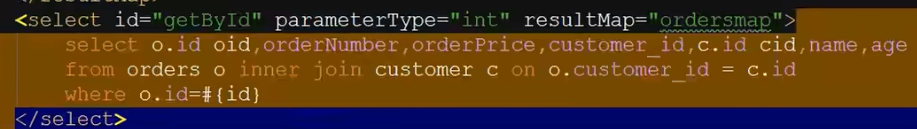 <select id="getById" parameterType="int" resultMap="ordersmap">
select o.id oid,orderNumber,orderPrice,customer_id,c.id cid,name,age
from orders o inner join customer c on o.customer_id = c.id
where o.id=#{id}
</select>